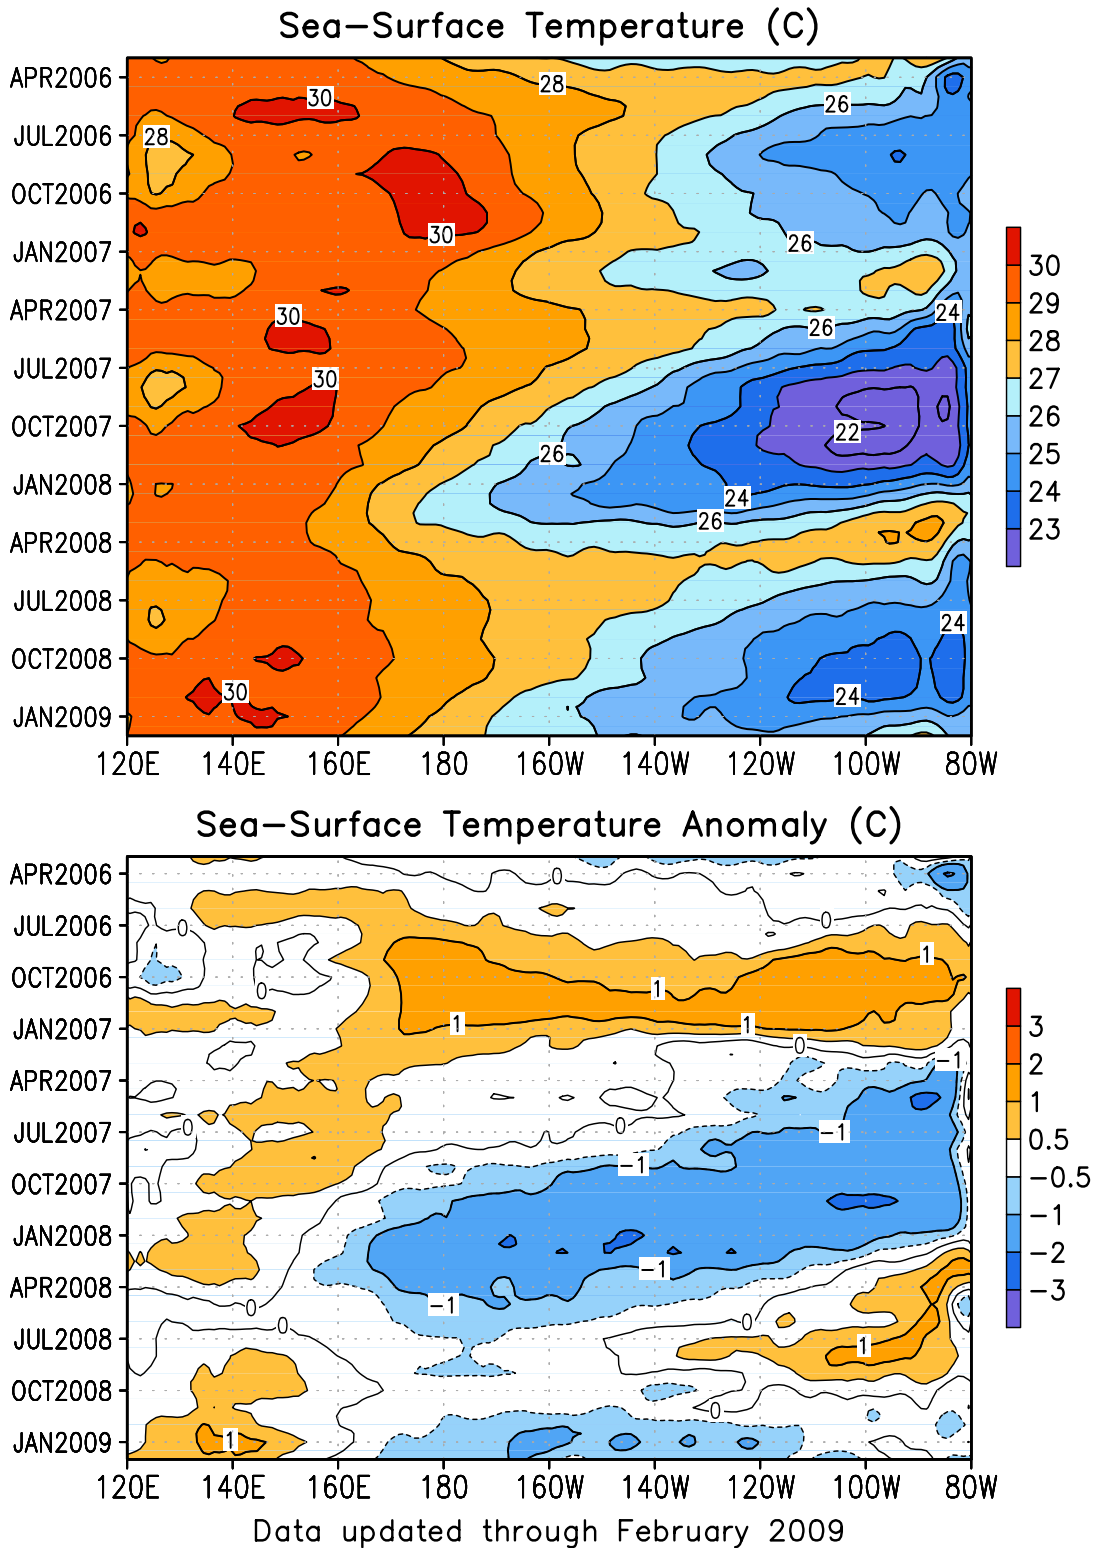 Sea-Surface Temperature (C)
APR2006
JUL2006
OCT2006
JAN2007
APR2007
JUL2007
OCT2007
JAN2008
APR2008
JUL2008
OCT2008
JAN2009
28
30
30
30
30
30
28
26
26
26
26
26
24
24
24
24
22
120E 140E 160E 180 160W 140W 120W 100W 80W
30
29
28
27
26
25
24
23
Sea-Surface Temperature Anomaly (C)
APR2006
JUL2006
OCT2006
JAN2007
APR2007
JUL2007
OCT2007
JAN2008
APR2008
JUL2008
OCT2008
JAN2009
0
0
0
0
0
0
0
0
0
0
0
1
1
1
1
1
1
-1
-1
-1
-1
-1
120E 140E 160E 180 160W 140W 120W 100W 80W
3
2
1
0.5
-0.5
-1
-2
-3
Data updated through February 2009